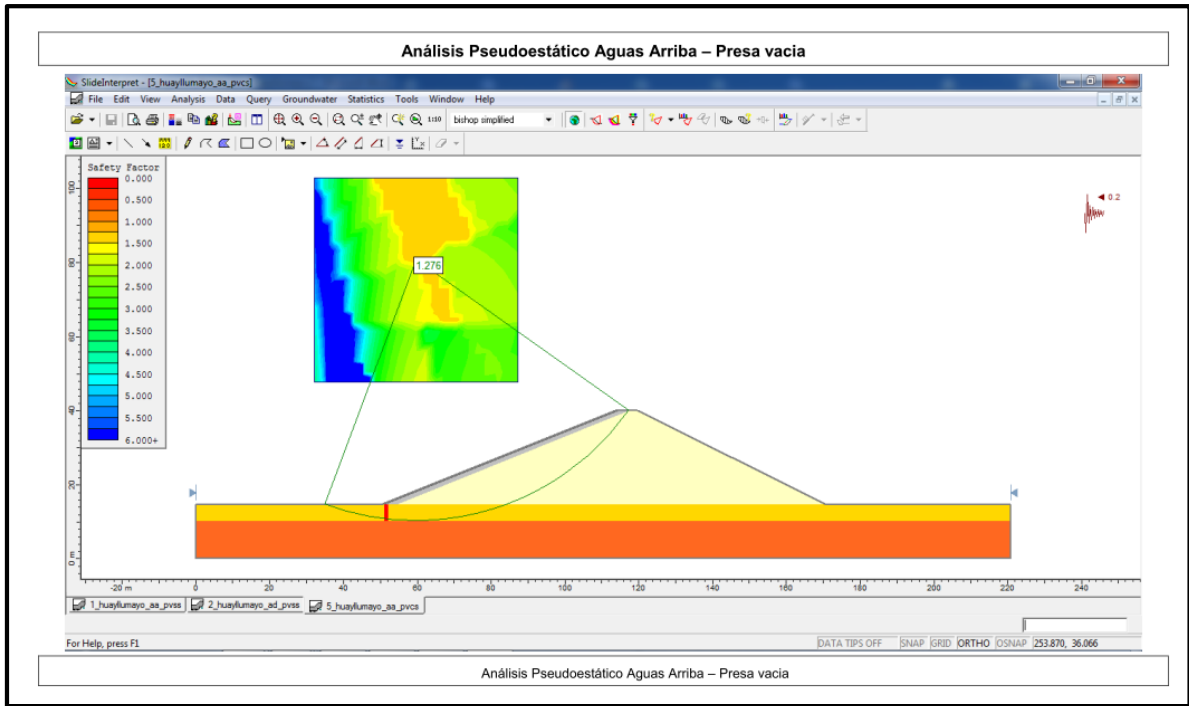 Análisis Pseudoestático Aguas Arriba – Presa vacia
SlideInterpret - [5_huayllumayo_aa_pvcs]
File Edit View Analysis Data Query Groundwater Statistics Tools Window Help
1:10 bishop simplified
Safety Factor
0.000
0.500
1.000
1.500
2.000
2.500
3.000
3.500
4.000
4.500
5.000
5.500
6.000+
100
80
60
40
20
0 m
1.276
0.2
-20 m 0 20 40 60 80 100 120 140 160 180 200 220 240
1_huayllumayo_aa_pvss 2_huayllumayo_ad_pvss 5_huayllumayo_aa_pvcs
For Help, press F1 DATA TIPS OFF SNAP GRID ORTHO OSNAP 253.870, 36.066
Análisis Pseudoestático Aguas Arriba – Presa vacia